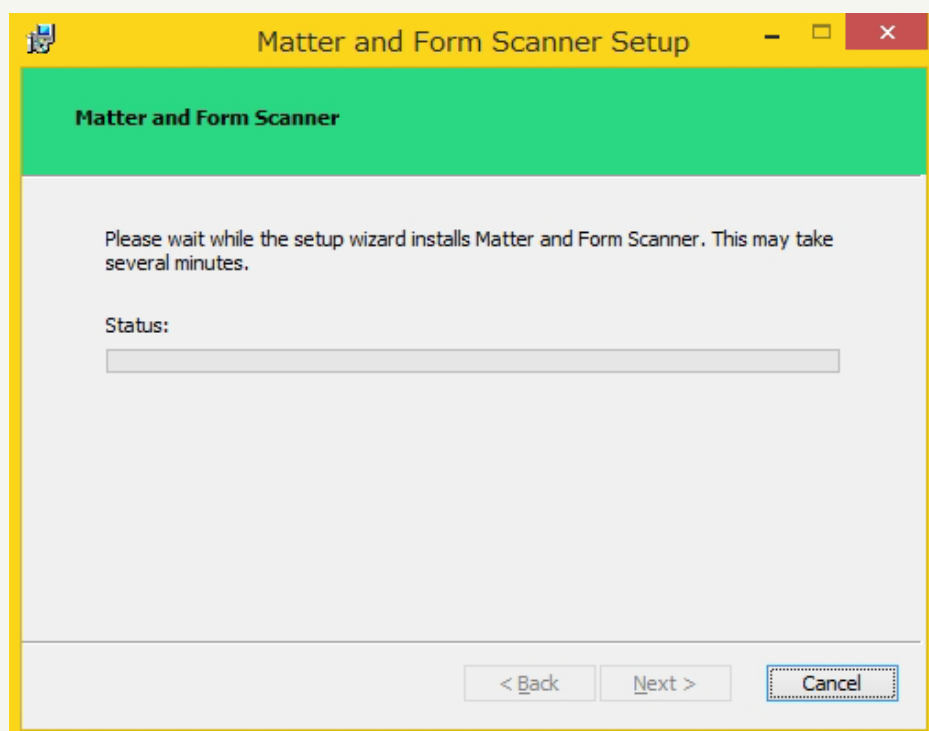 Matter and Form Scanner Setup
Matter and Form Scanner
Please wait while the setup wizard installs Matter and Form Scanner. This may take
several minutes.
Status:
< Back Next > Cancel